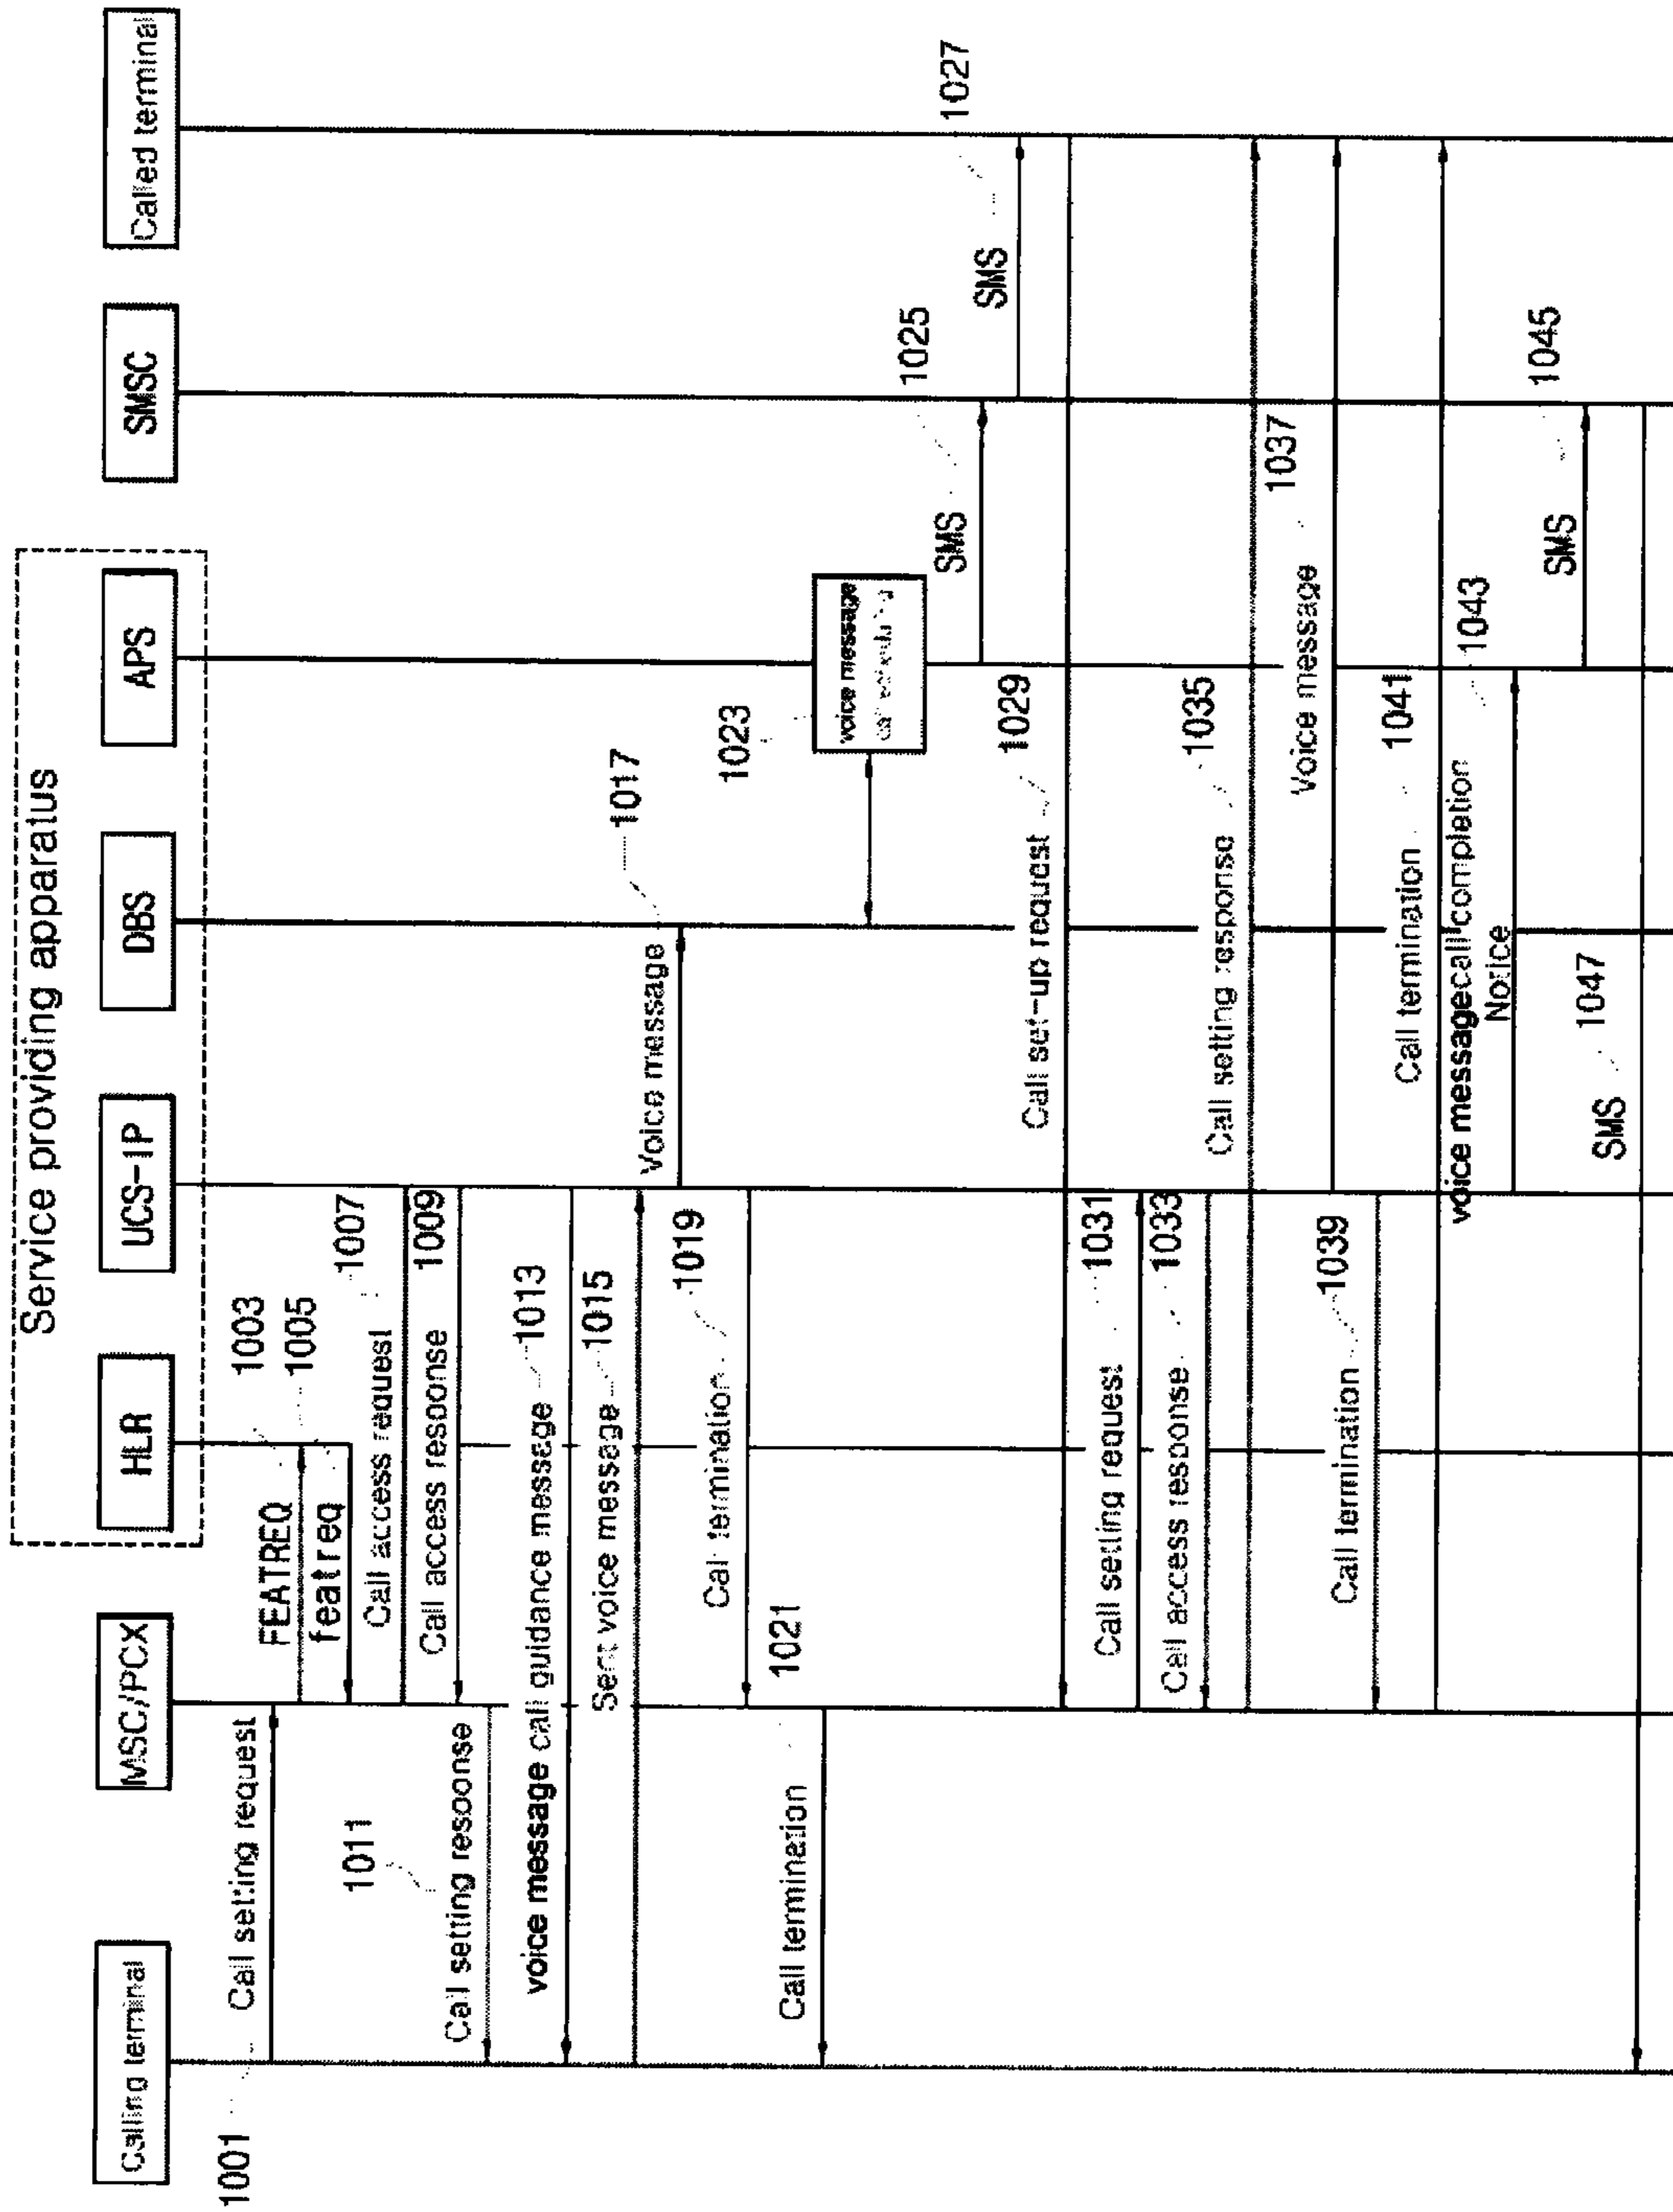 Service providing apparatus
Calling terminal
MSC/PCX
HLR
UCS-IP
DBS
APS
SMSC
Called terminal
1001
Call setting request
FEATREQ
1003
featreq
1005
Call access request
1007
Call access response
1009
1011
Call setting response
voice message call guidance message
1013
Sent voice message
1015
Voice message
1017
Call termination
1019
1021
Call termination
1023
voice message
SMS
1025
SMS
1027
Call set-up request
1029
Call setting request
1031
Call access response
1033
Call setting response
1035
Voice message
1037
Call termination
1039
Call termination
1041
voice messagecall completion
Notice
1043
SMS
1045
SMS
1047